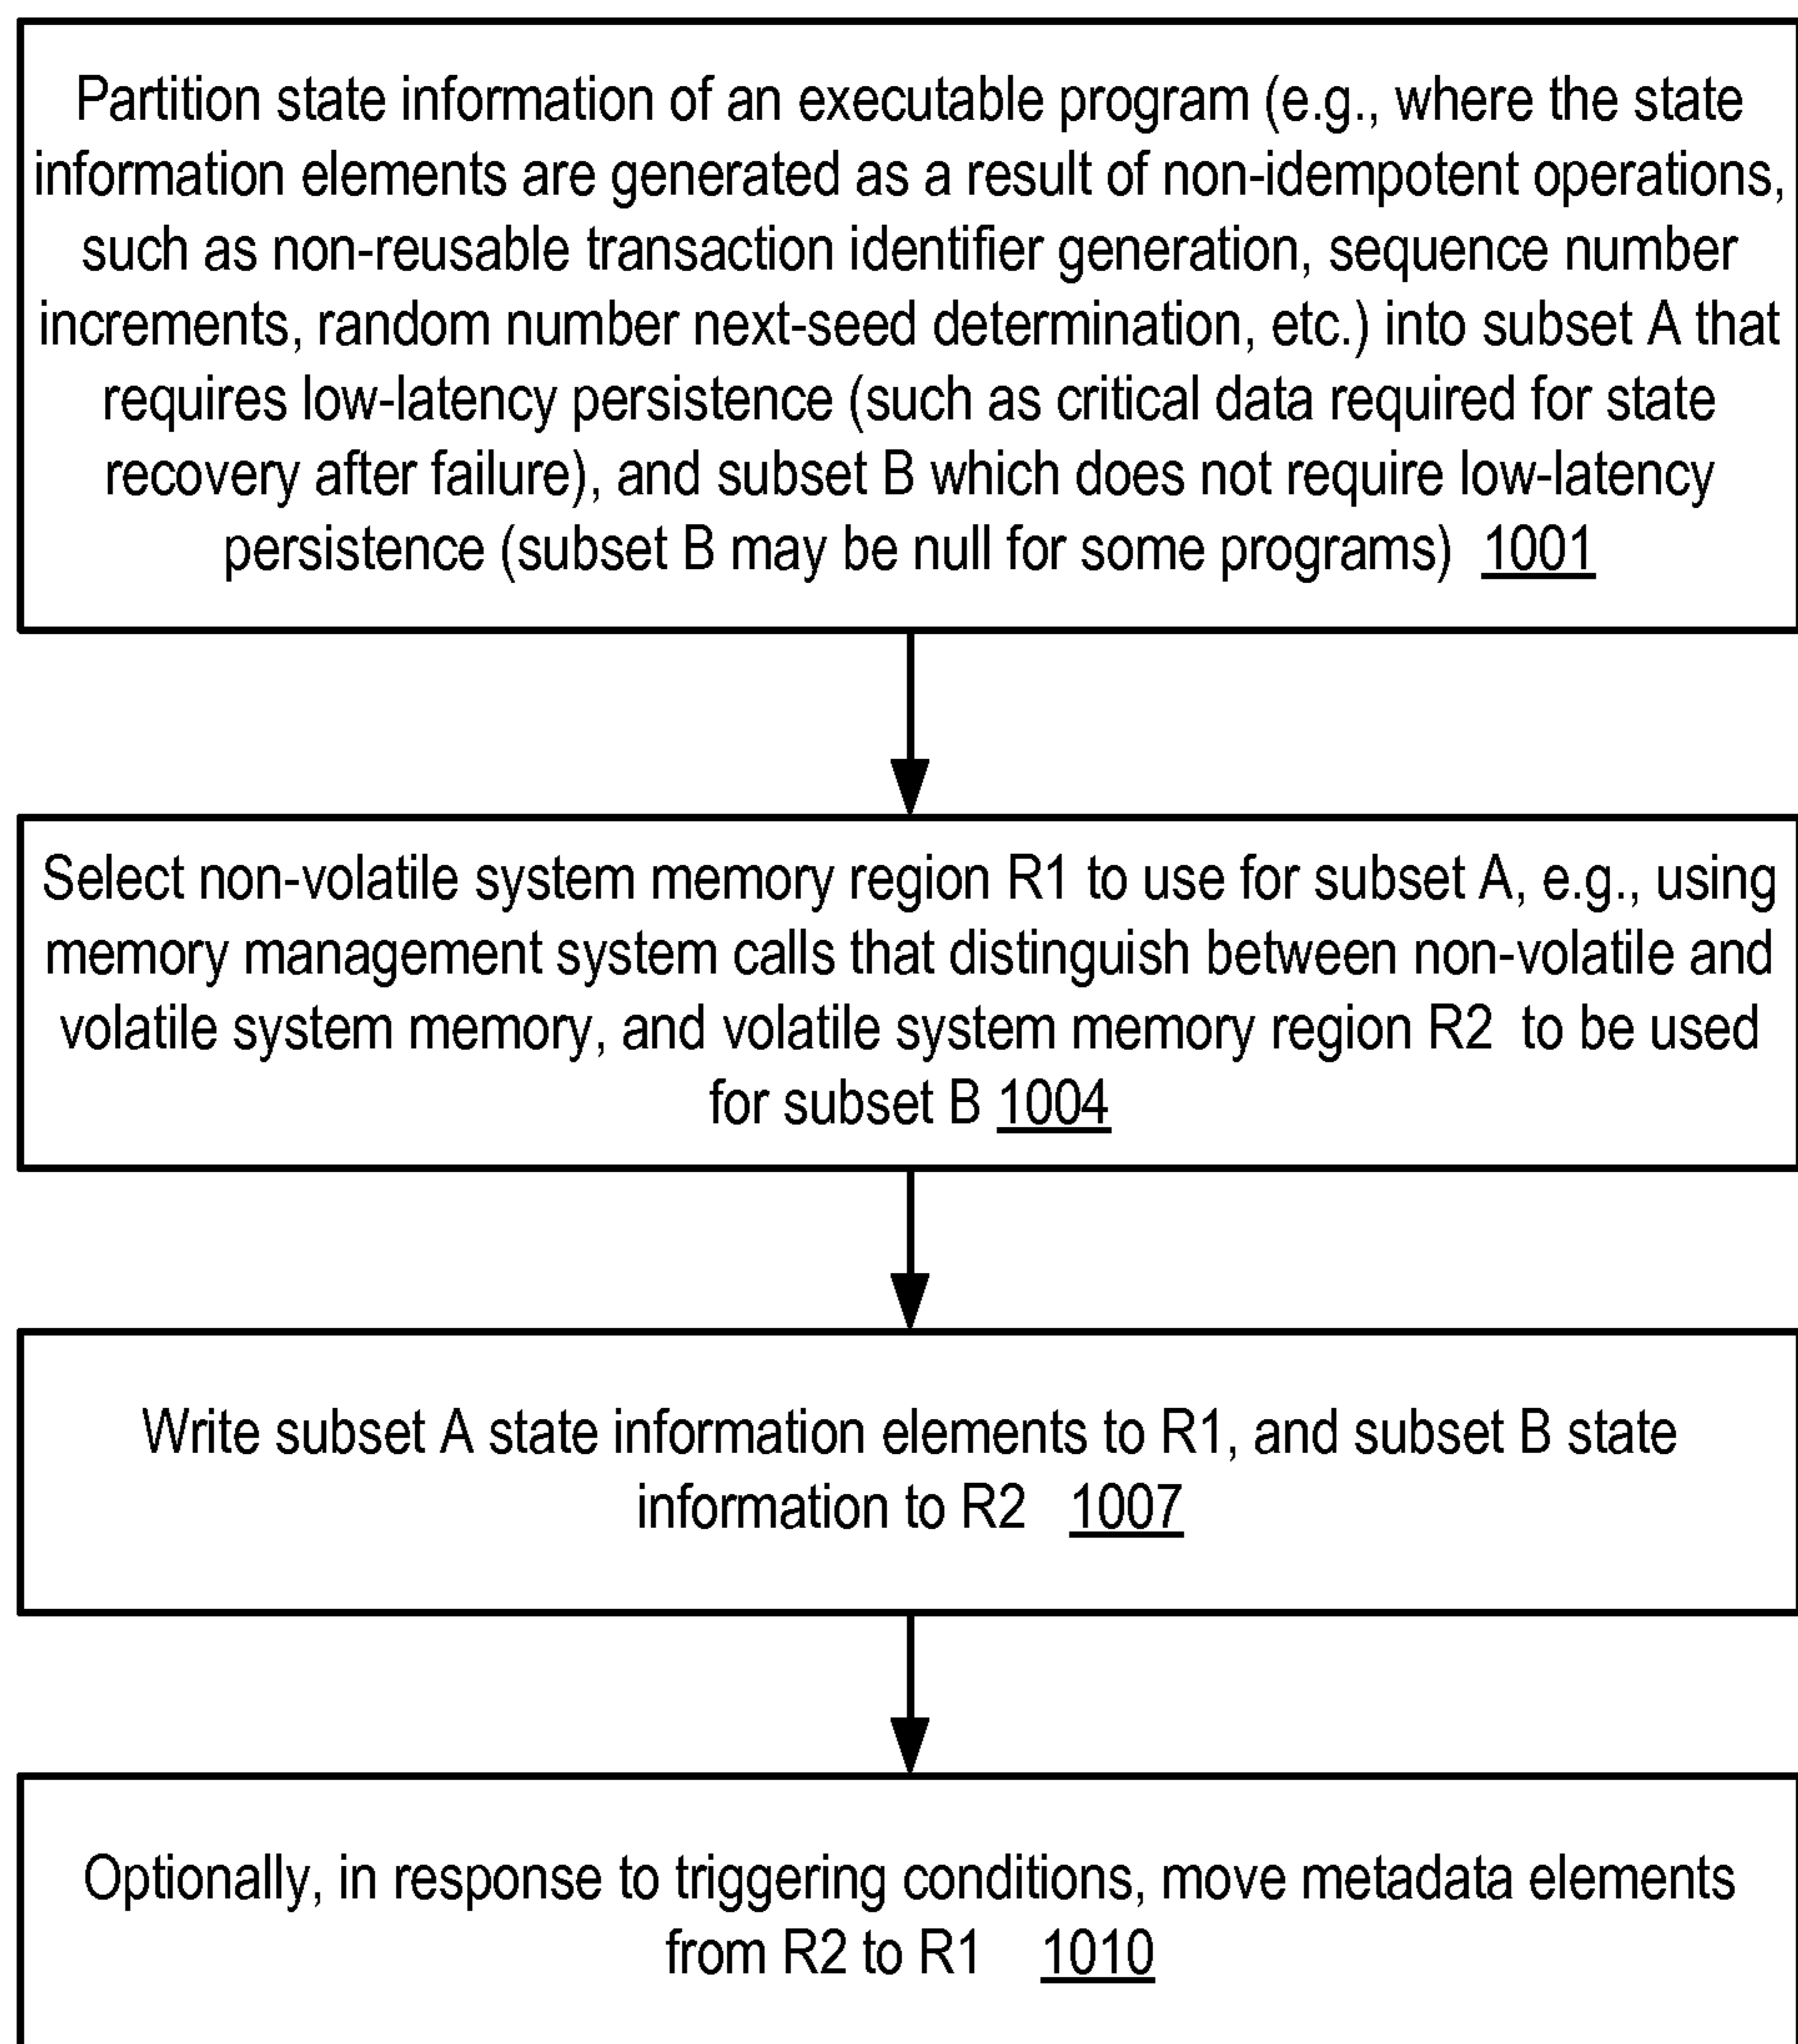 Partition state information of an executable program (e.g., where the state
information elements are generated as a result of non-idempotent operations,
such as non-reusable transaction identifier generation, sequence number
increments, random number next-seed determination, etc.) into subset A that
requires low-latency persistence (such as critical data required for state
recovery after failure), and subset B which does not require low-latency
persistence (subset B may be null for some programs) 1001
Select non-volatile system memory region R1 to use for subset A, e.g., using
memory management system calls that distinguish between non-volatile and
volatile system memory, and volatile system memory region R2 to be used
for subset B 1004
Write subset A state information elements to R1, and subset B state
information to R2 1007
Optionally, in response to triggering conditions, move metadata elements
from R2 to R1 1010